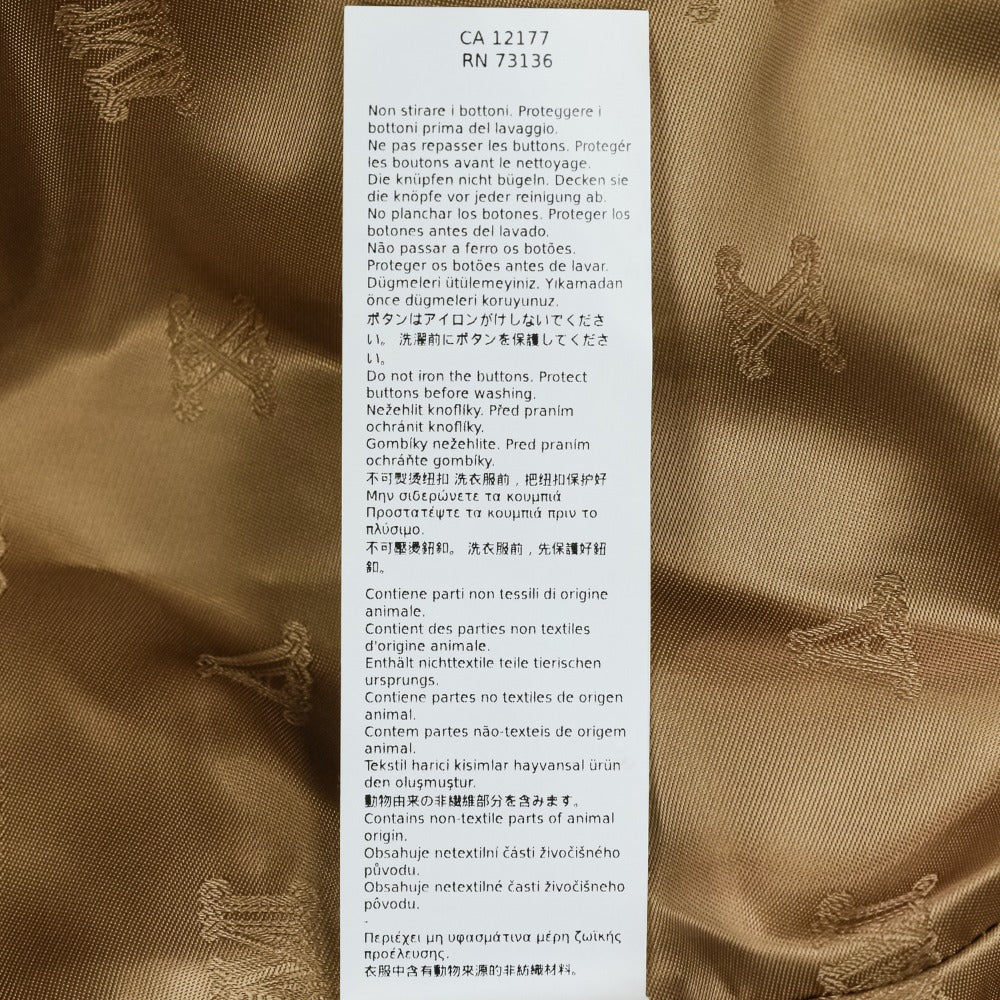 CA 12177
RN 73136
Non stirare i bottoni. Proteggere i
bottoni prima del lavaggio.
Ne pas repasser les buttons. Protegér
les boutons avant le nettoyage.
Die knüpfen nicht bügeln. Decken sie
die knöpfe vor jeder reinigung ab.
No planchar los botones. Proteger los
botones antes del lavado.
Não passar a ferro os botões.
Proteger os botões antes de lavar.
Dügmeleri ütülemeyiniz. Yıkamadan
önce dügmeleri koruyunuz.
ボタンはアイロンがけしないでくださ
い。 洗濯前にボタンを保護してくださ
い。
Do not iron the buttons. Protect
buttons before washing.
Nežehlit knoflíky. Před praním
ochránit knoflíky.
Gombíky nežehlite. Pred praním
ochráňte gombíky.
不可熨烫纽扣 洗衣服前，把纽扣保护好
Μην σιδερώνετε τα κουμπιά
Προστατέψτε τα κουμπιά πριν το
πλύσιμο.
不可壓燙鈕釦。 洗衣服前，先保護好鈕
釦。
Contiene parti non tessili di origine
animale.
Contient des parties non textiles
d'origine animale.
Enthält nichttextile teile tierischen
ursprungs.
Contiene partes no textiles de origen
animal.
Contem partes não-texteis de origem
animal.
Tekstil harici kisimlar hayvansal ürün
den oluşmuştur.
動物由来の非繊維部分を含みます。
Contains non-textile parts of animal
origin.
Obsahuje netextilní části živočišného
původu.
Obsahuje netextilné časti živočišneho
pôvodu.
.
Περιέχει μη υφασμάτινα μέρη ζωϊκής
προέλευσης.
衣服中含有動物來源的非紡織材料。